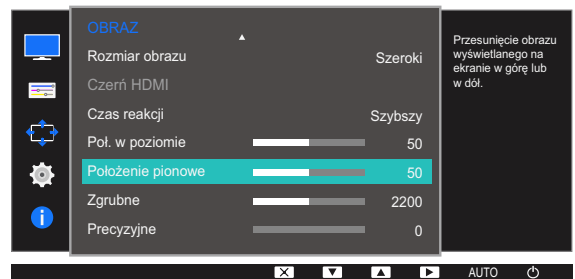 OBRAZ
Rozmiar obrazu Szeroki
Czerń HDMI
Czas reakcji Szybszy
Poł. w poziomie 50
Położenie pionowe 50
Zgrubne 2200
Precyzyjne 0
Przesunięcie obrazu
wyświetlanego na
ekranie w górę lub
w dół.
AUTO